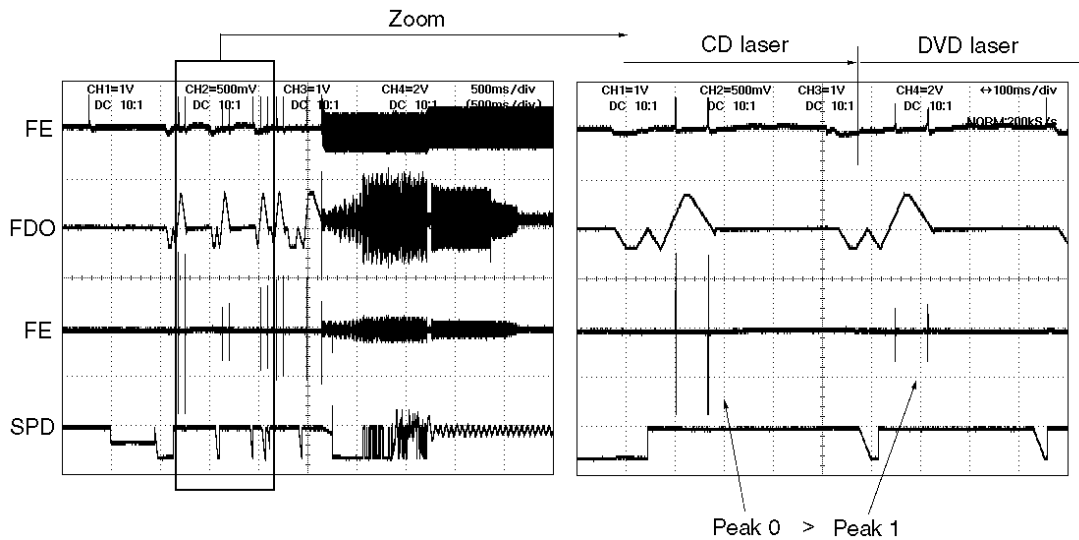 Zoom
CD laser
DVD laser
CH1=1V CH2=500mV CH3=1V CH4=2V 500ms/div
DC 10:1 DC 10:1 DC 10:1 DC 10:1 (500ms/div)
CH1=1V CH2=500mV CH3=1V CH4=2V ↔100ms/div
DC 10:1 DC 10:1 DC 10:1 DC 10:1
NORM:200kS/s
FE
FDO
FE
SPD
Peak 0 > Peak 1